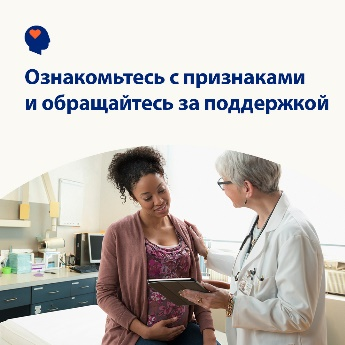 Ознакомьтесь с признаками
и обращайтесь за поддержкой